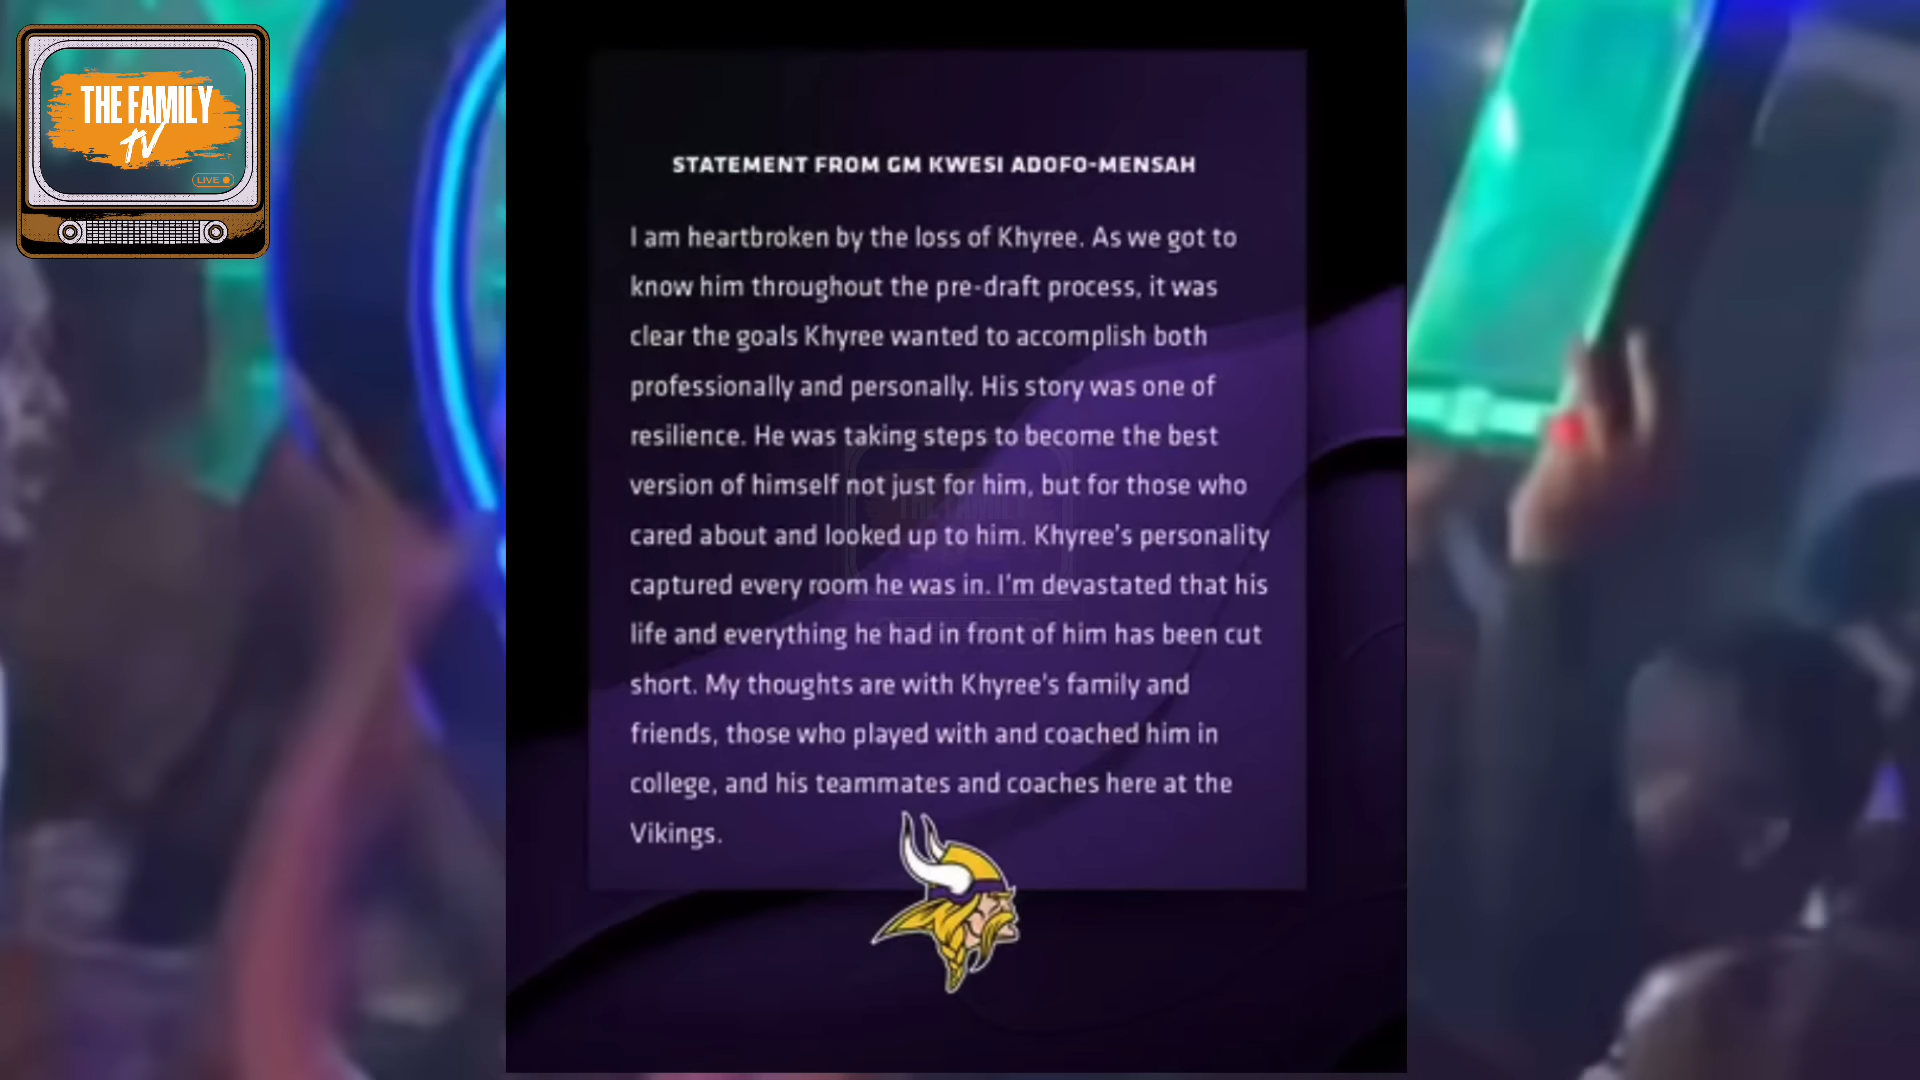 THE FAMILY
TV
LIVE
STATEMENT FROM GM KWESI ADOFO-MENSAH
I am heartbroken by the loss of Khyree. As we got to
know him throughout the pre-draft process, it was
clear the goals Khyree wanted to accomplish both
professionally and personally. His story was one of
resilience. He was taking steps to become the best
version of himself not just for him, but for those who
cared about and looked up to him. Khyree's personality
captured every room he was in. I'm devastated that his
life and everything he had in front of him has been cut
short. My thoughts are with Khyree's family and
friends, those who played with and coached him in
college, and his teammates and coaches here at the
Vikings.